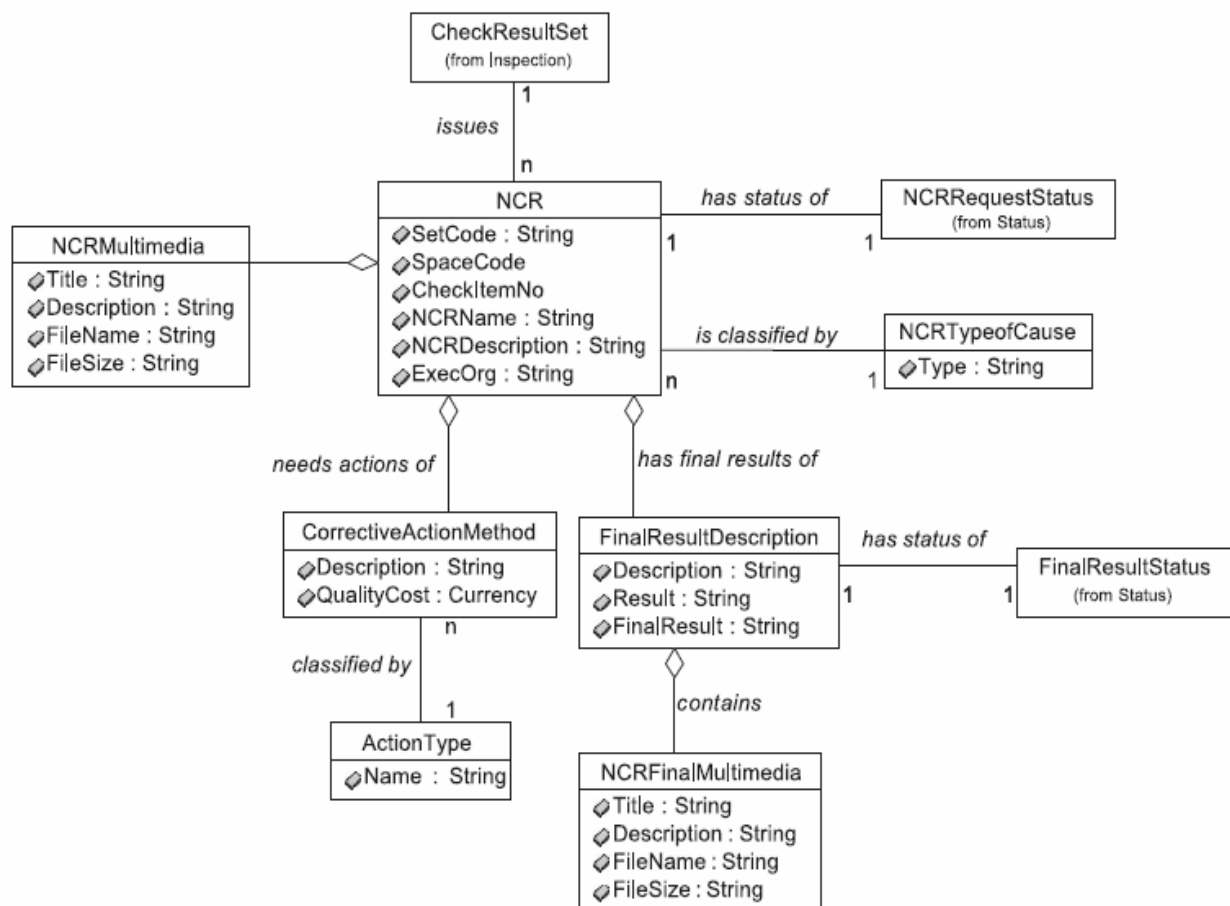 CheckResultSet
(from Inspection)
1
issues
n
NCR
SetCode : String
SpaceCode
CheckItemNo
NCRName : String
NCRDescription : String
ExecOrg : String
has status of
1
1
NCRRequestStatus
(from Status)
NCRMultimedia
Title : String
Description : String
FileName : String
FileSize : String
is classified by
n
1
NCRTypeofCause
Type : String
needs actions of
has final results of
CorrectiveActionMethod
Description : String
QualityCost : Currency
n
classified by
1
ActionType
Name : String
FinalResultDescription
Description : String
Result : String
FinalResult : String
has status of
1
1
FinalResultStatus
(from Status)
contains
NCRFinalMultimedia
Title : String
Description : String
FileName : String
FileSize : String